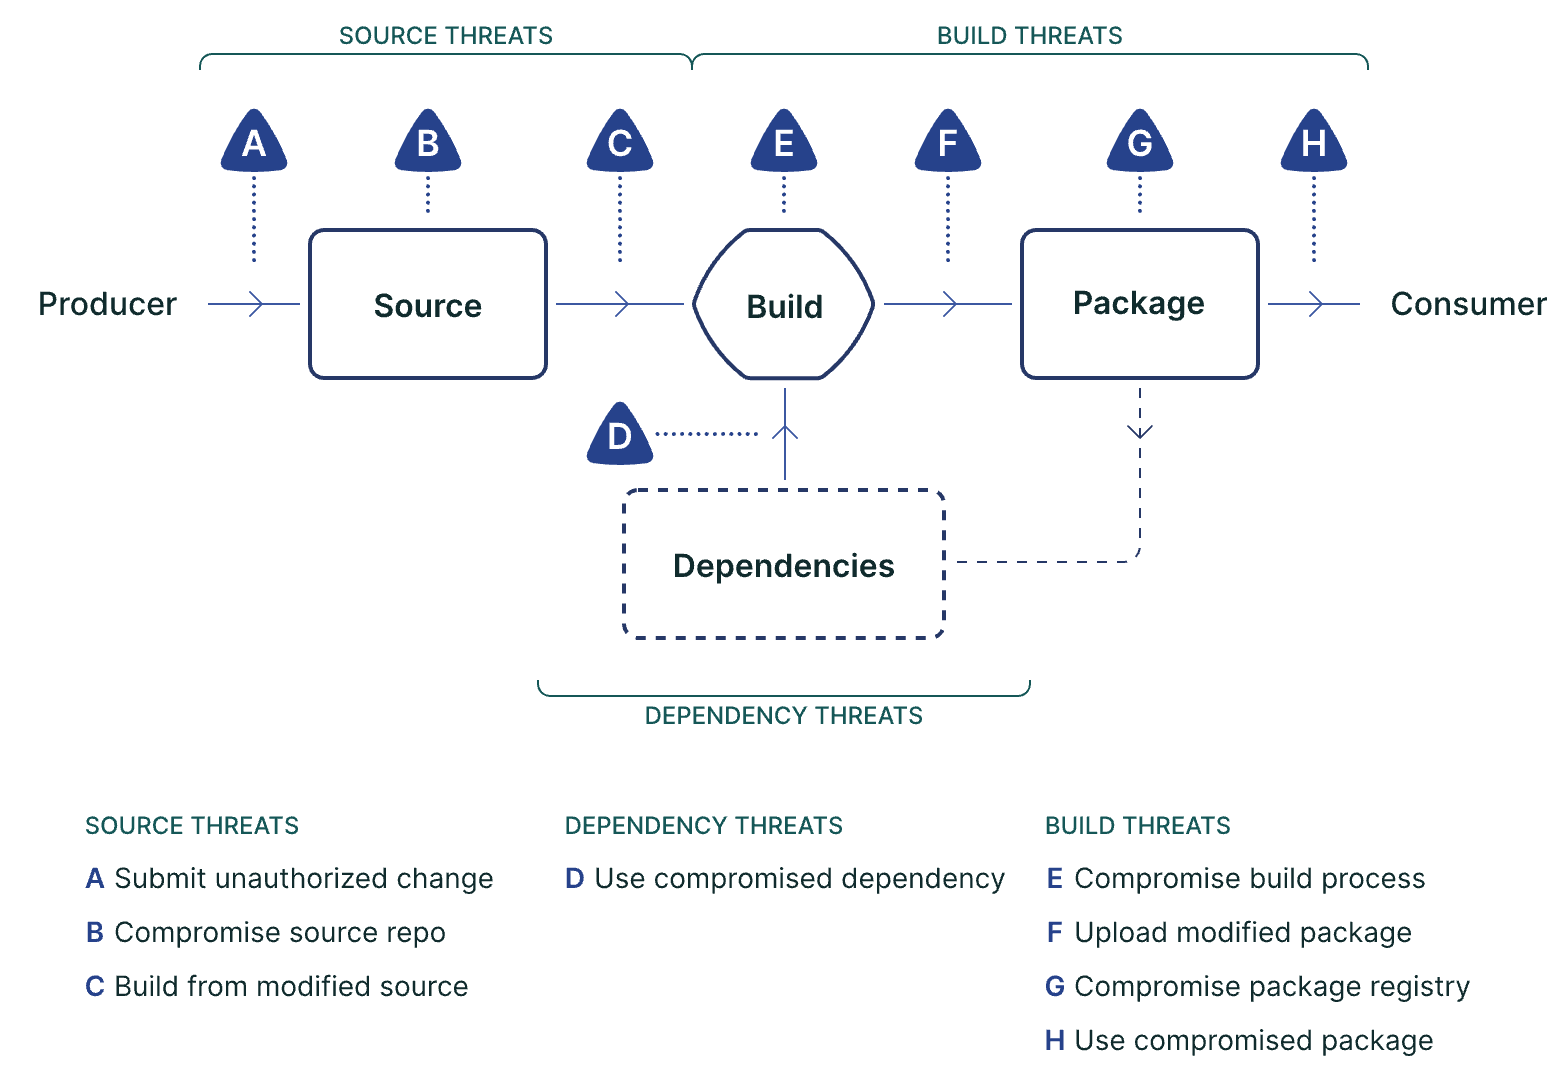 SOURCE THREATS
BUILD THREATS
A
B
C
E
F
G
H
Producer
Source
Build
Package
Consumer
D
Dependencies
DEPENDENCY THREATS
SOURCE THREATS
A Submit unauthorized change
B Compromise source repo
C Build from modified source
DEPENDENCY THREATS
D Use compromised dependency
BUILD THREATS
E Compromise build process
F Upload modified package
G Compromise package registry
H Use compromised package